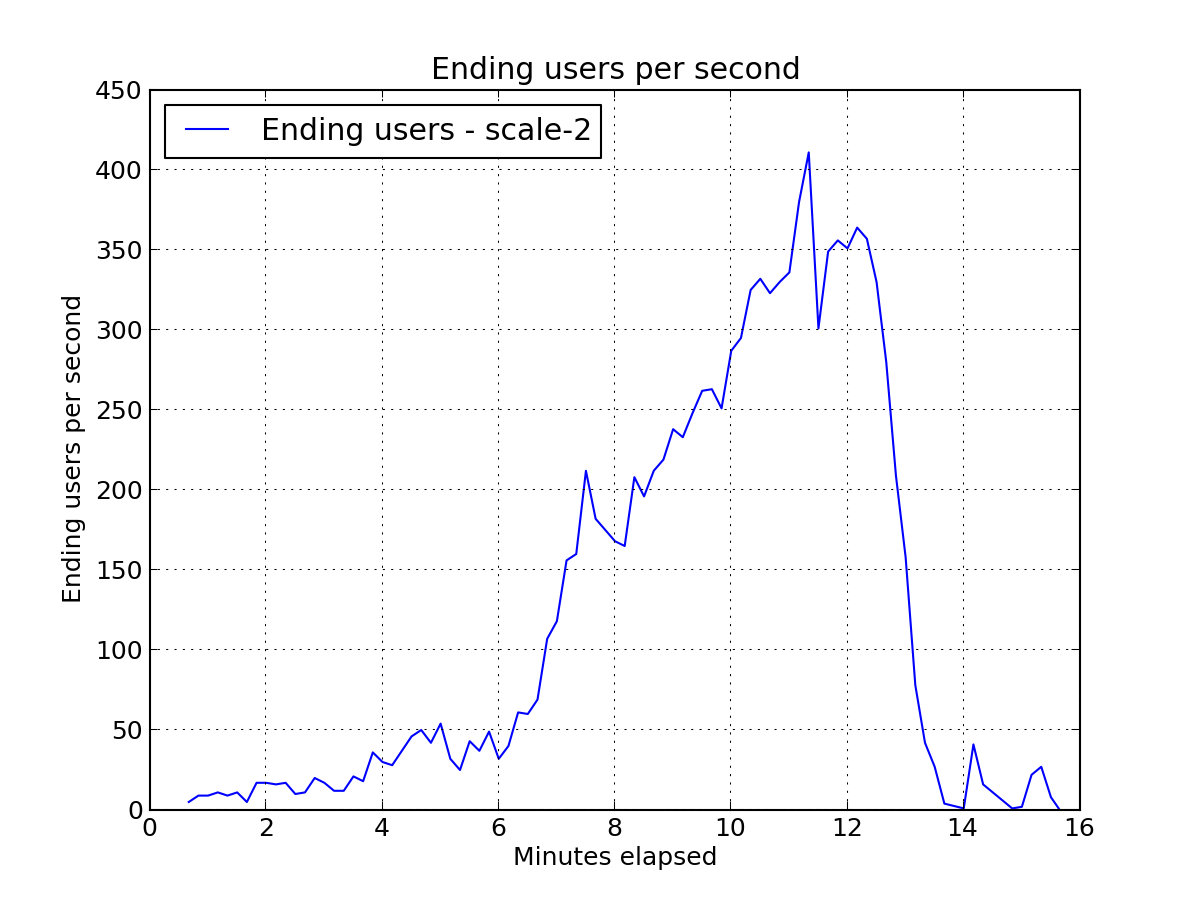 Ending users per second
Ending users - scale-2
450
400
350
300
250
200
150
100
50
0
Ending users per second
0 2 4 6 8 10 12 14 16
Minutes elapsed